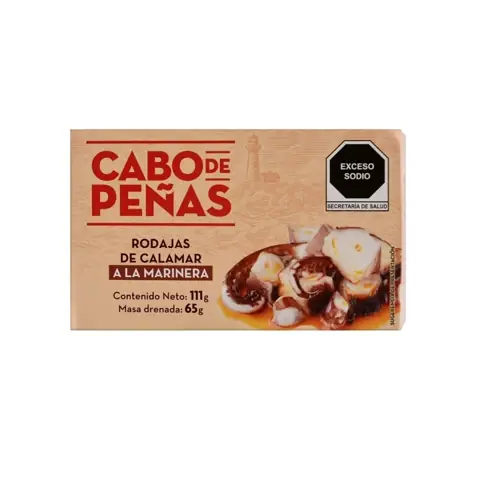 CABO DE
PEÑAS
RODAJAS
DE CALAMAR
A LA MARINERA
Contenido Neto: 111g
Masa drenada: 65g
EXCESO
SODIO
SECRETARÍA DE SALUD